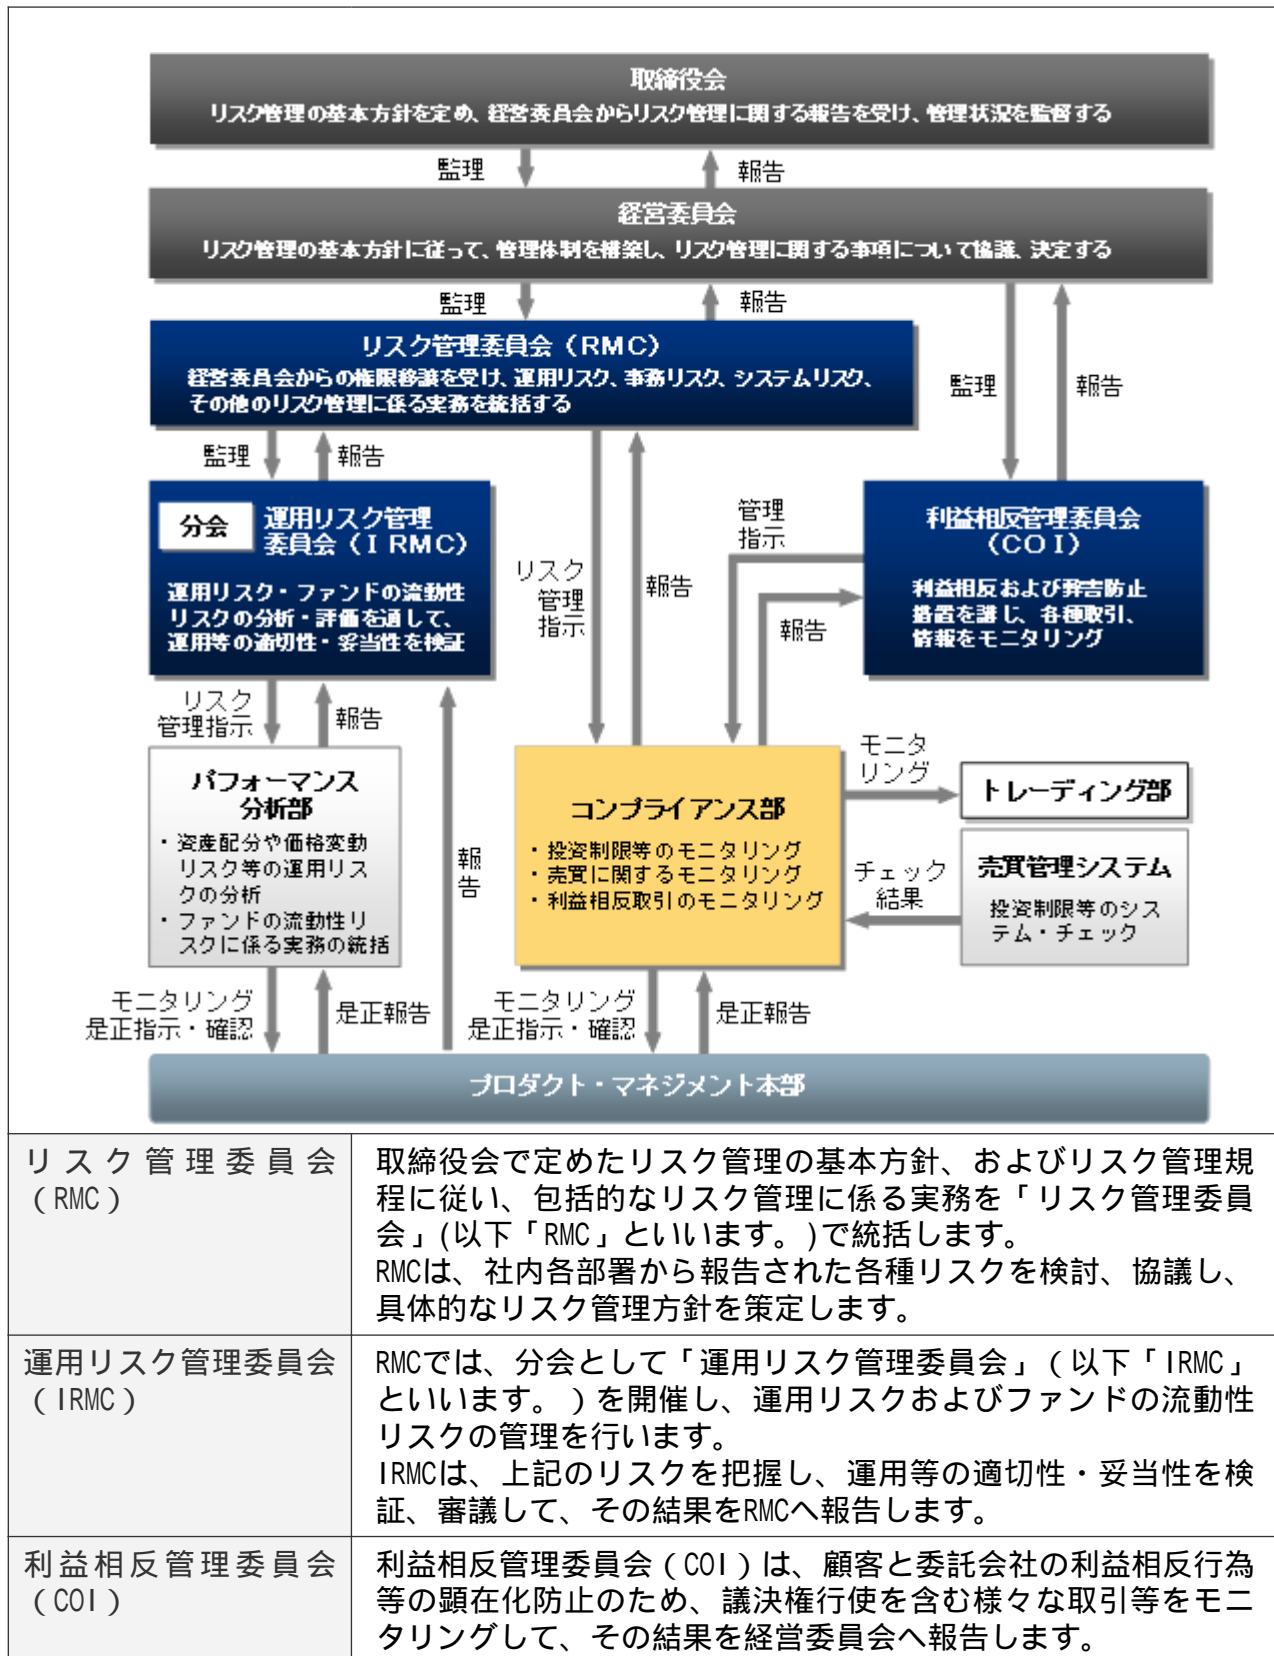 取締役会
リスク管理の基本方針を定め、経営委員会からリスク管理に関する報告を受け、管理状況を監督する
監理
報告
経営委員会
リスク管理の基本方針に従って、管理体制を構築し、リスク管理に関する事項について協議、決定する
監理
報告
リスク管理委員会（RMC）
経営委員会からの権限移譲を受け、運用リスク、事務リスク、システムリスク、
その他のリスク管理に係る実務を統括する
監理
報告
監理
報告
分会
運用リスク管理
委員会（IRMC）
運用リスク・ファンドの流動性
リスクの分析・評価を通して、
運用等の適切性・妥当性を検証
リスク
管理
指示
報告
管理
指示
報告
利益相反管理委員会
（COI）
利益相反および弊害防止
措置を講じ、各種取引、
情報をモニタリング
リスク
管理指示
報告
パフォーマンス
分析部
・資産配分や価格変動
リスク等の運用リス
クの分析
・ファンドの流動性リ
スクに係る実務の統括
報
告
コンプライアンス部
・投資制限等のモニタリング
・売買に関するモニタリング
・利益相反取引のモニタリング
モニタ
リング
トレーディング部
チェック
結果
売買管理システム
投資制限等のシス
テム・チェック
モニタリング
是正指示・確認
是正報告
モニタリング
是正指示・確認
是正報告
プロダクト・マネジメント本部
リスク管理委員会
（RMC）
取締役会で定めたリスク管理の基本方針、およびリスク管理規
程に従い、包括的なリスク管理に係る実務を「リスク管理委員
会」(以下「RMC」といいます。)で統括します。
RMCは、社内各部署から報告された各種リスクを検討、協議し、
具体的なリスク管理方針を策定します。
運用リスク管理委員会
（IRMC）
RMCでは、分会として「運用リスク管理委員会」（以下「IRMC」
といいます。）を開催し、運用リスクおよびファンドの流動性
リスクの管理を行います。
IRMCは、上記のリスクを把握し、運用等の適切性・妥当性を検
証、審議して、その結果をRMCへ報告します。
利益相反管理委員会
（COI）
利益相反管理委員会（COI）は、顧客と委託会社の利益相反行為
等の顕在化防止のため、議決権行使を含む様々な取引等をモニ
タリングして、その結果を経営委員会へ報告します。